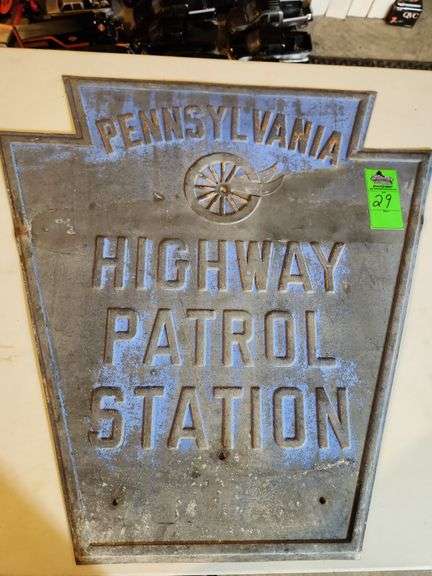 PENNSYLVANIA
HIGHWAY
PATROL
STATION
29